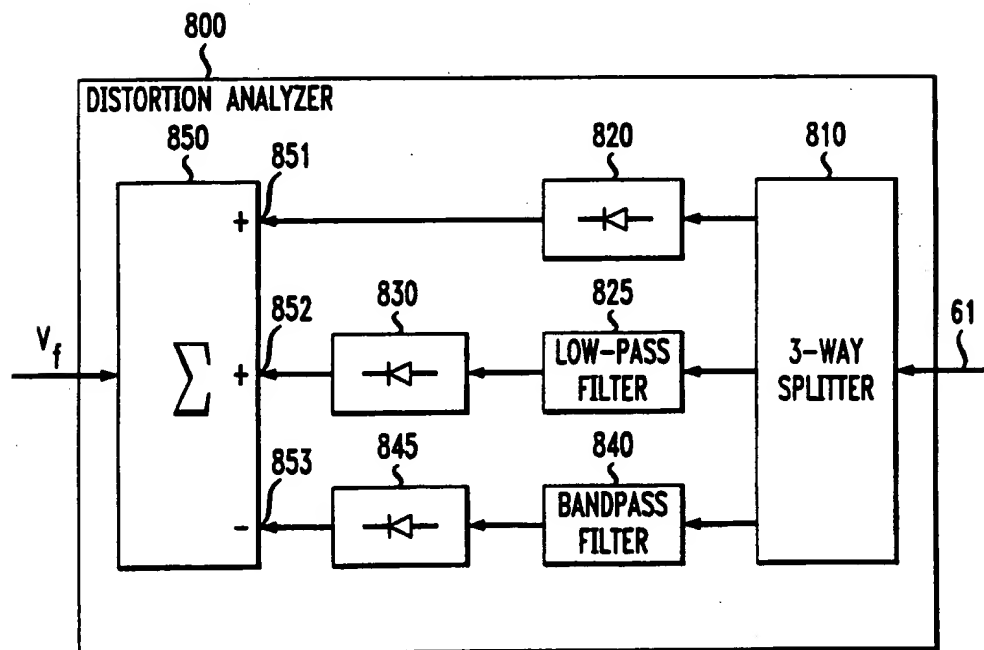 800
DISTORTION ANALYZER
850
851
820
810
+
852
830
825
61
V_f
Σ
+
LOW-PASS
FILTER
3-WAY
SPLITTER
853
845
840
-
BANDPASS
FILTER